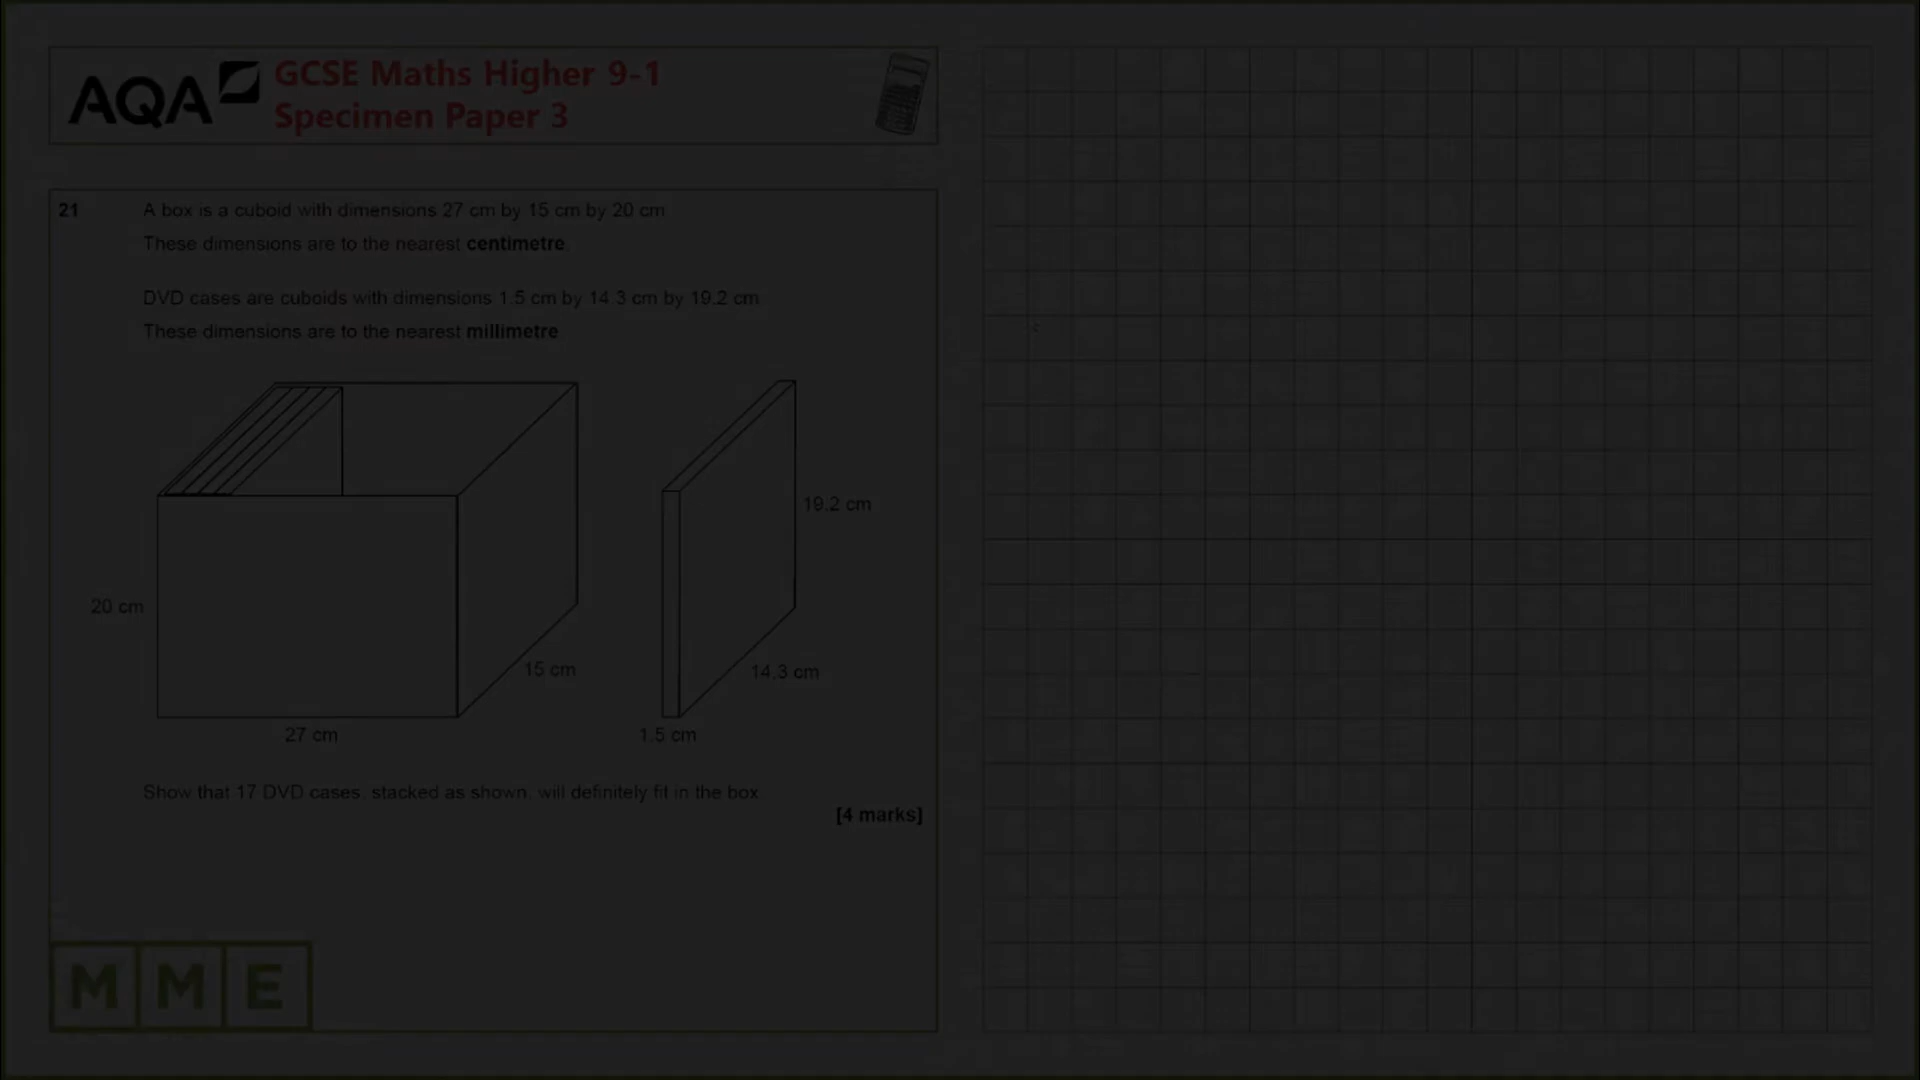 AQA
GCSE Maths Higher 9-1
Specimen Paper 3
21 A box is a cuboid with dimensions 27 cm by 15 cm by 20 cm
These dimensions are to the nearest centimetre.
DVD cases are cuboids with dimensions 1.5 cm by 14.3 cm by 19.2 cm
These dimensions are to the nearest millimetre.
19.2 cm
20 cm
15 cm
14.3 cm
27 cm
1.5 cm
Show that 17 DVD cases, stacked as shown, will definitely fit in the box.
[4 marks]
MME